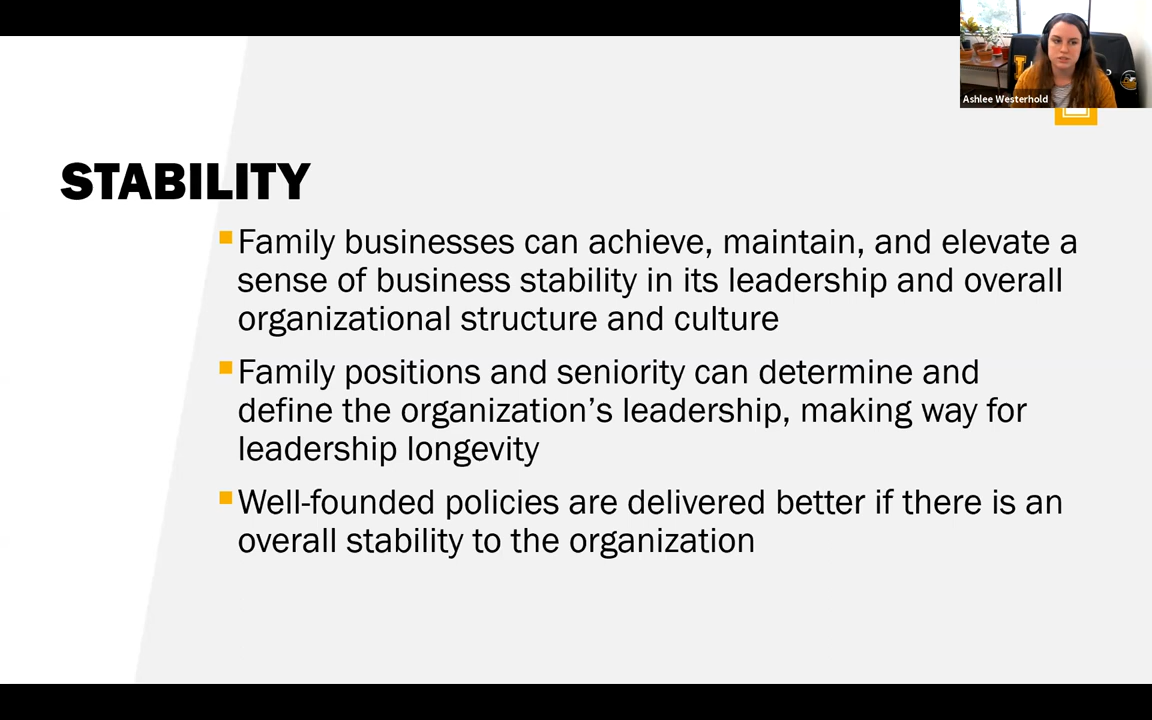 Ashlee Westerhold
STABILITY
Family businesses can achieve, maintain, and elevate a
sense of business stability in its leadership and overall
organizational structure and culture
Family positions and seniority can determine and
define the organization’s leadership, making way for
leadership longevity
Well-founded policies are delivered better if there is an
overall stability to the organization